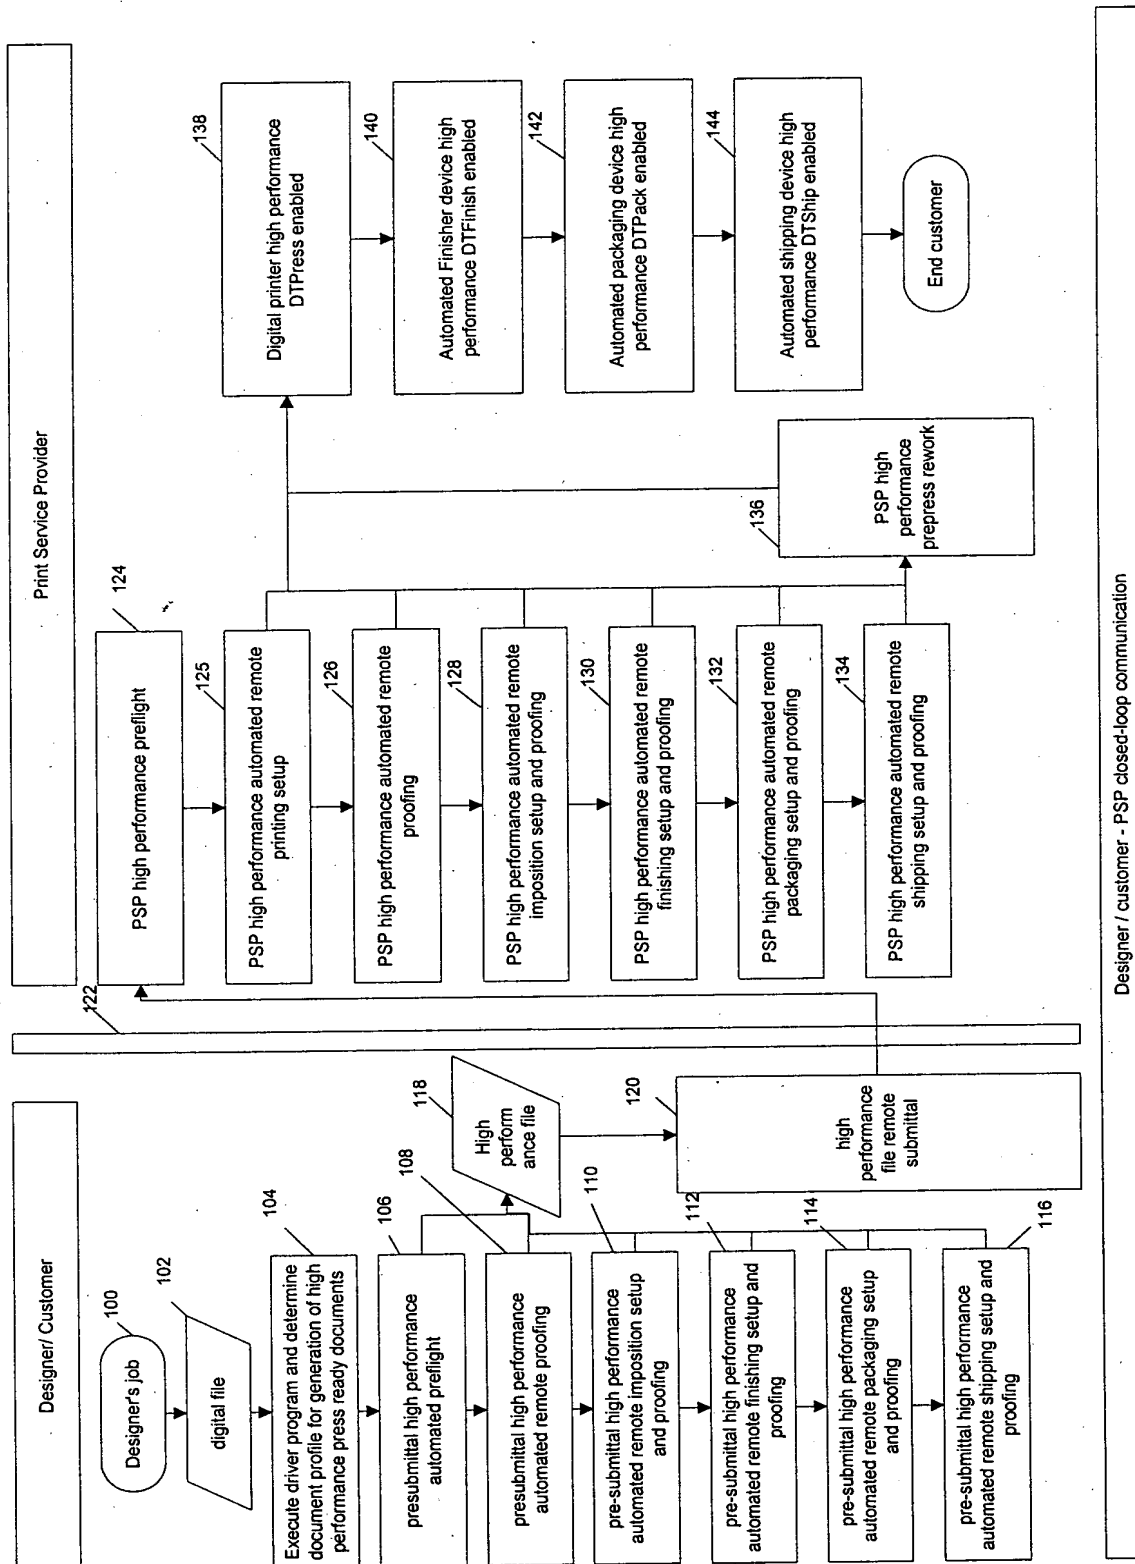 Designer/ Customer
100
Designer's job
102
digital file
104
Execute driver program and determine
document profile for generation of high
performance press ready documents
106
presubmittal high performance
automated preflight
108
presubmittal high performance
automated remote proofing
110
pre-submittal high performance
automated remote imposition setup
and proofing
112
pre-submittal high performance
automated remote finishing setup and
proofing
114
pre-submittal high performance
automated remote packaging setup
and proofing
116
pre-submittal high performance
automated remote shipping setup and
proofing
118
High
perform
ance file
120
high
performance
file remote
submittal
122
Print Service Provider
124
PSP high performance preflight
125
PSP high performance automated remote
printing setup
126
PSP high performance automated remote
proofing
128
PSP high performance automated remote
imposition setup and proofing
130
PSP high performance automated remote
finishing setup and proofing
132
PSP high performance automated remote
packaging setup and proofing
134
PSP high performance automated remote
shipping setup and proofing
136
PSP high
performance
prepress rework
138
Digital printer high performance
DTPress enabled
140
Automated Finisher device high
performance DTFinish enabled
142
Automated packaging device high
performance DTPack enabled
144
Automated shipping device high
performance DTShip enabled
End customer
Designer / customer - PSP closed-loop communication